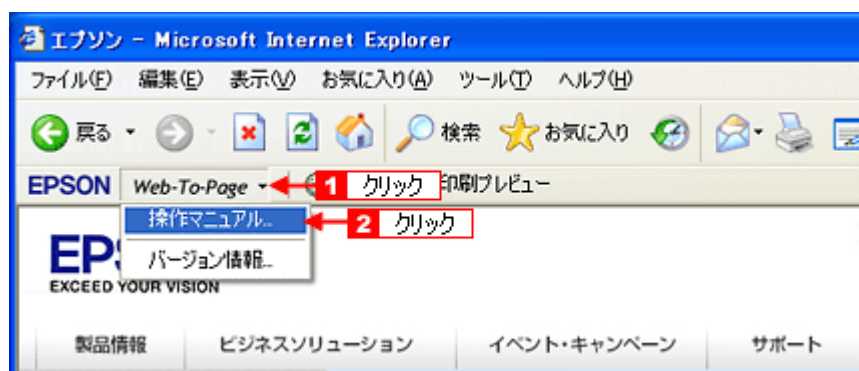 エプソン - Microsoft Internet Explorer
ファイル(F) 編集(E) 表示(V) お気に入り(A) ツール(T) ヘルプ(H)
戻る 検索 お気に入り
EPSON Web-To-Page 1 クリック 印刷プレビュー
操作マニュアル... 2 クリック
バージョン情報...
EP
EXCEED YOUR VISION
製品情報 ビジネスソリューション イベント・キャンペーン サポート